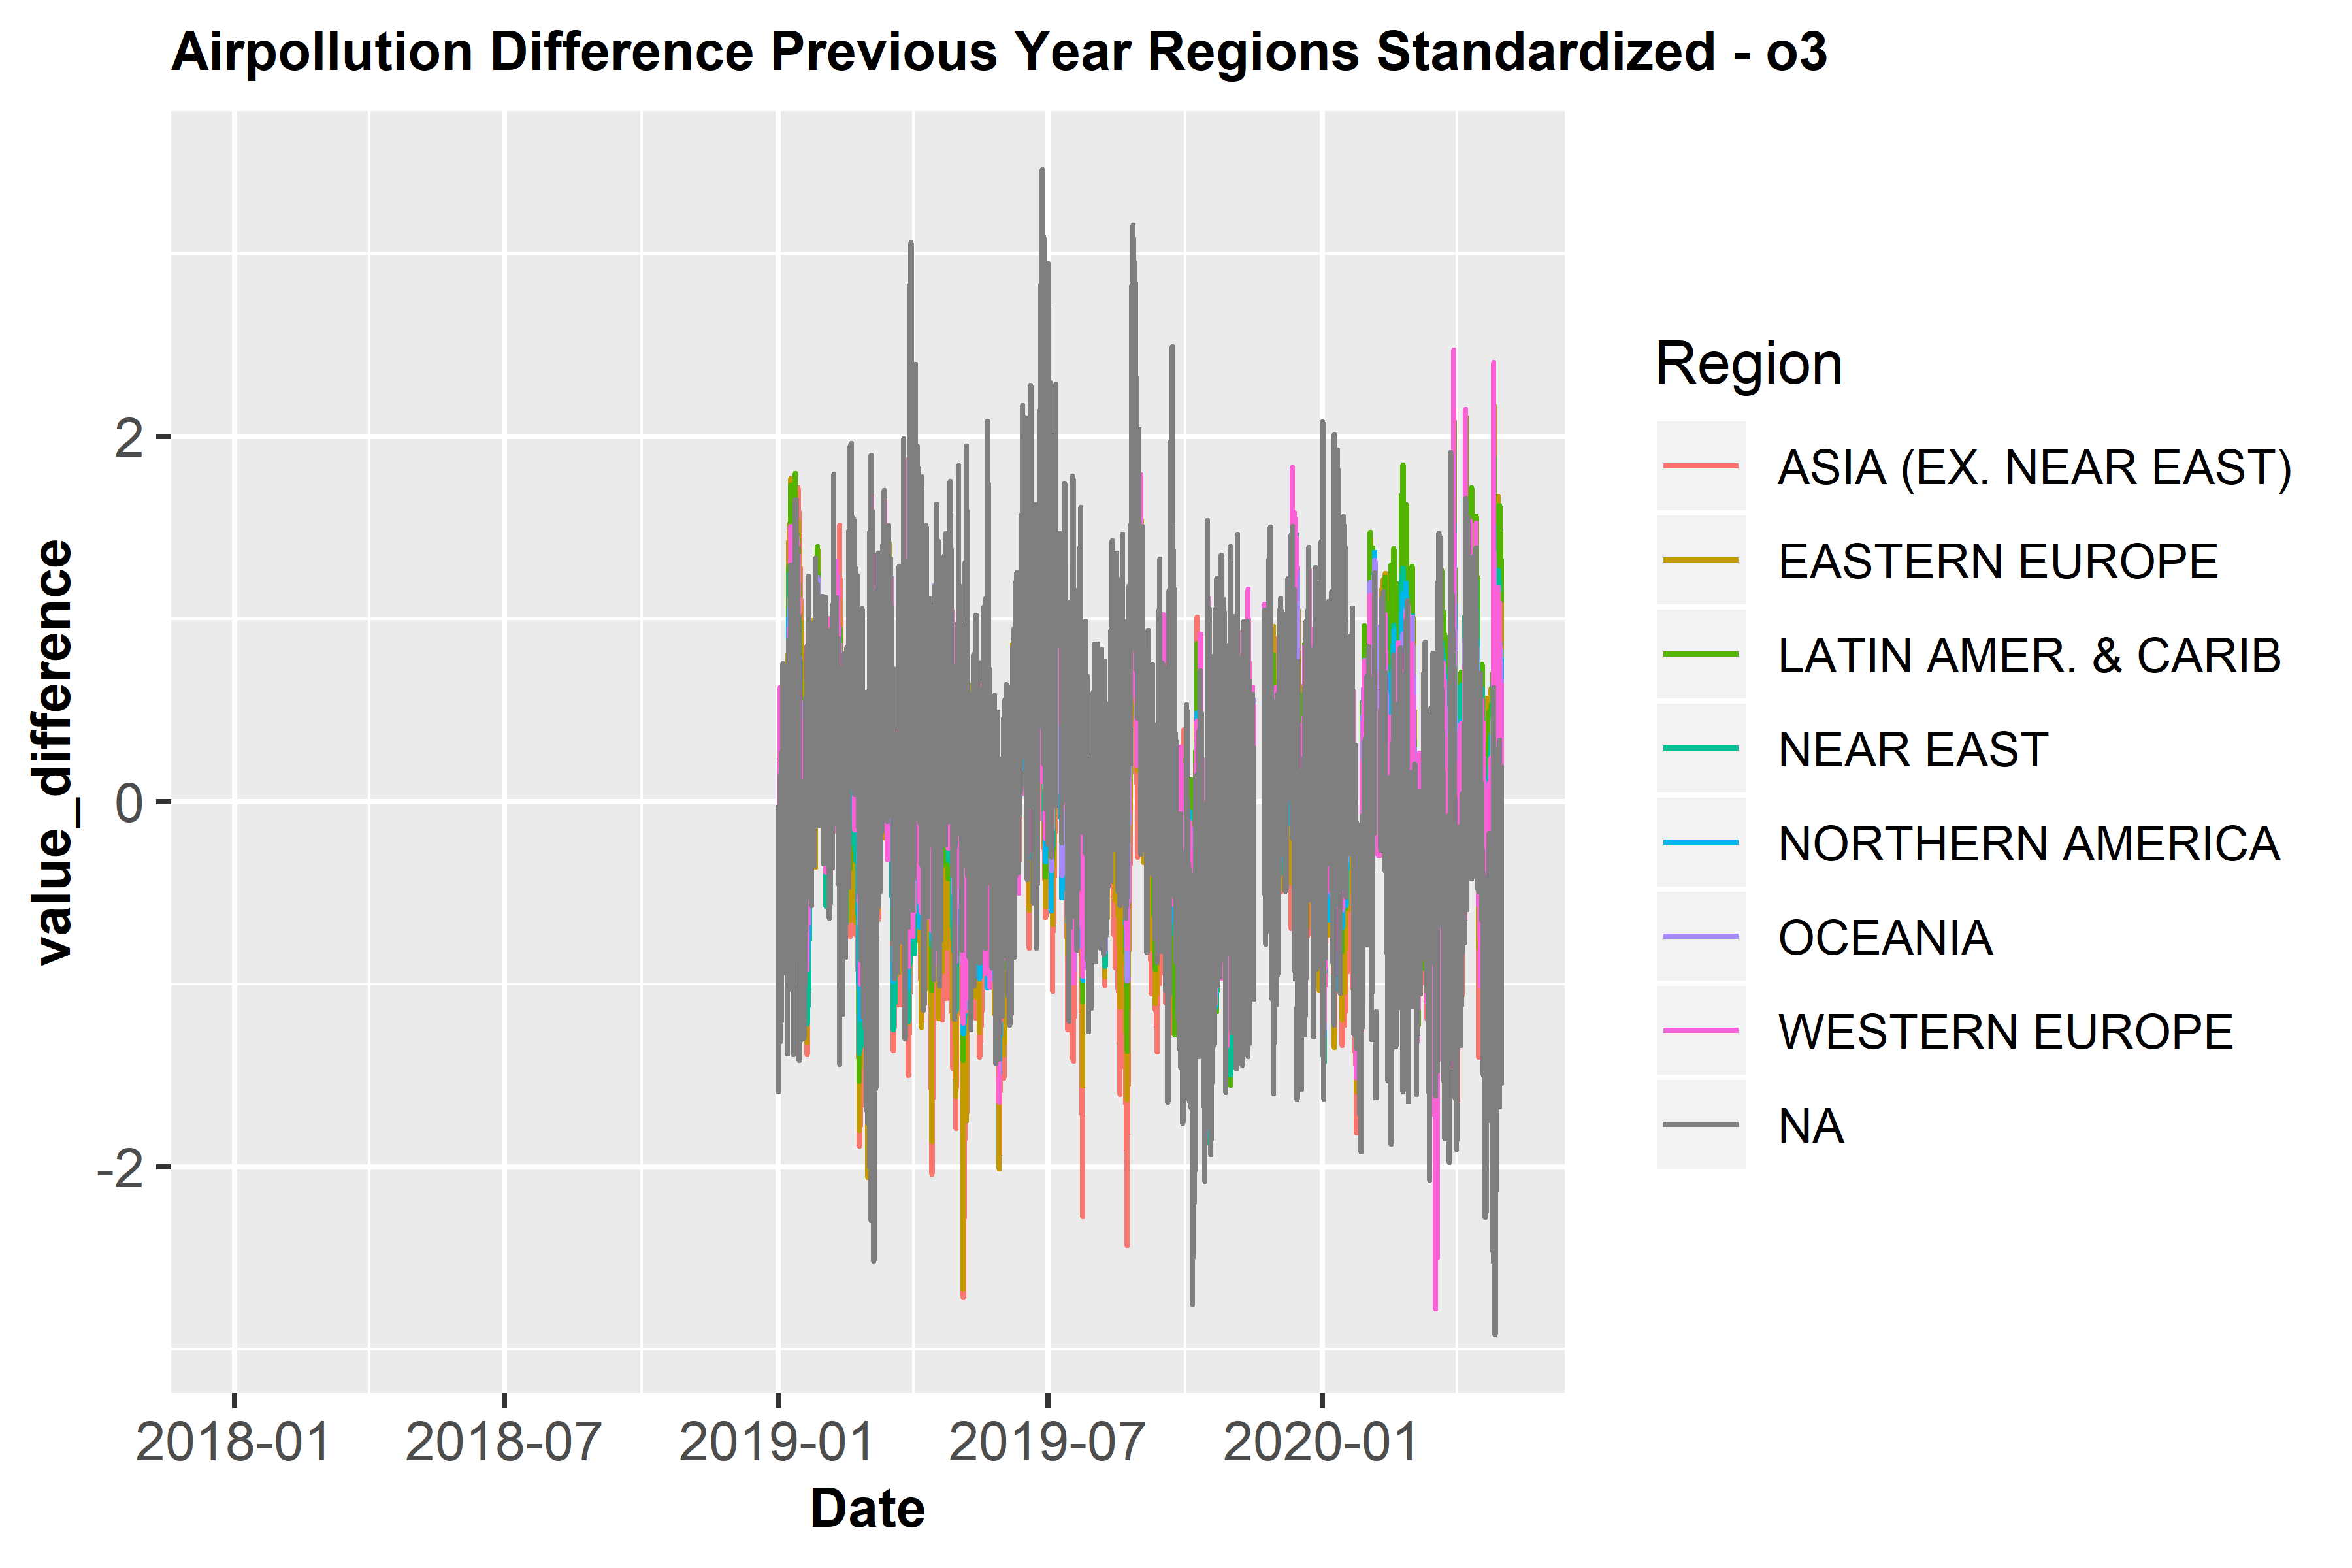 Airpollution Difference Previous Year Regions Standardized - o3
value_difference
2
0
-2
2018-01
2018-07
2019-01
2019-07
2020-01
Date
Region
ASIA (EX. NEAR EAST)
EASTERN EUROPE
LATIN AMER. & CARIB
NEAR EAST
NORTHERN AMERICA
OCEANIA
WESTERN EUROPE
NA